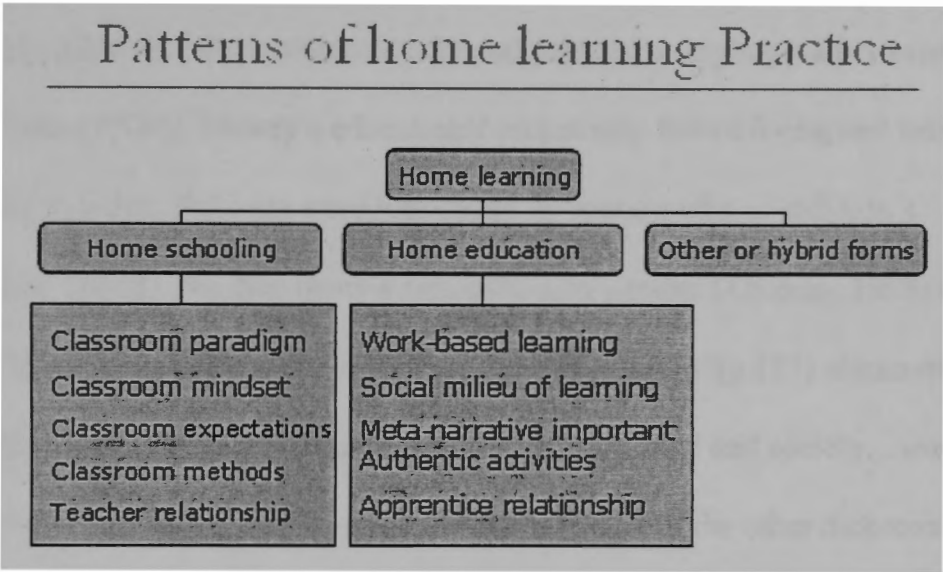 Patterns of home learning Practice
Home learning
Home schooling
Home education
Other or hybrid forms
Classroom paradigm
Classroom mindset
Classroom expectations
Classroom methods
Teacher relationship
Work-based learning
Social milieu of learning
Meta-narrative important
Authentic activities
Apprentice relationship